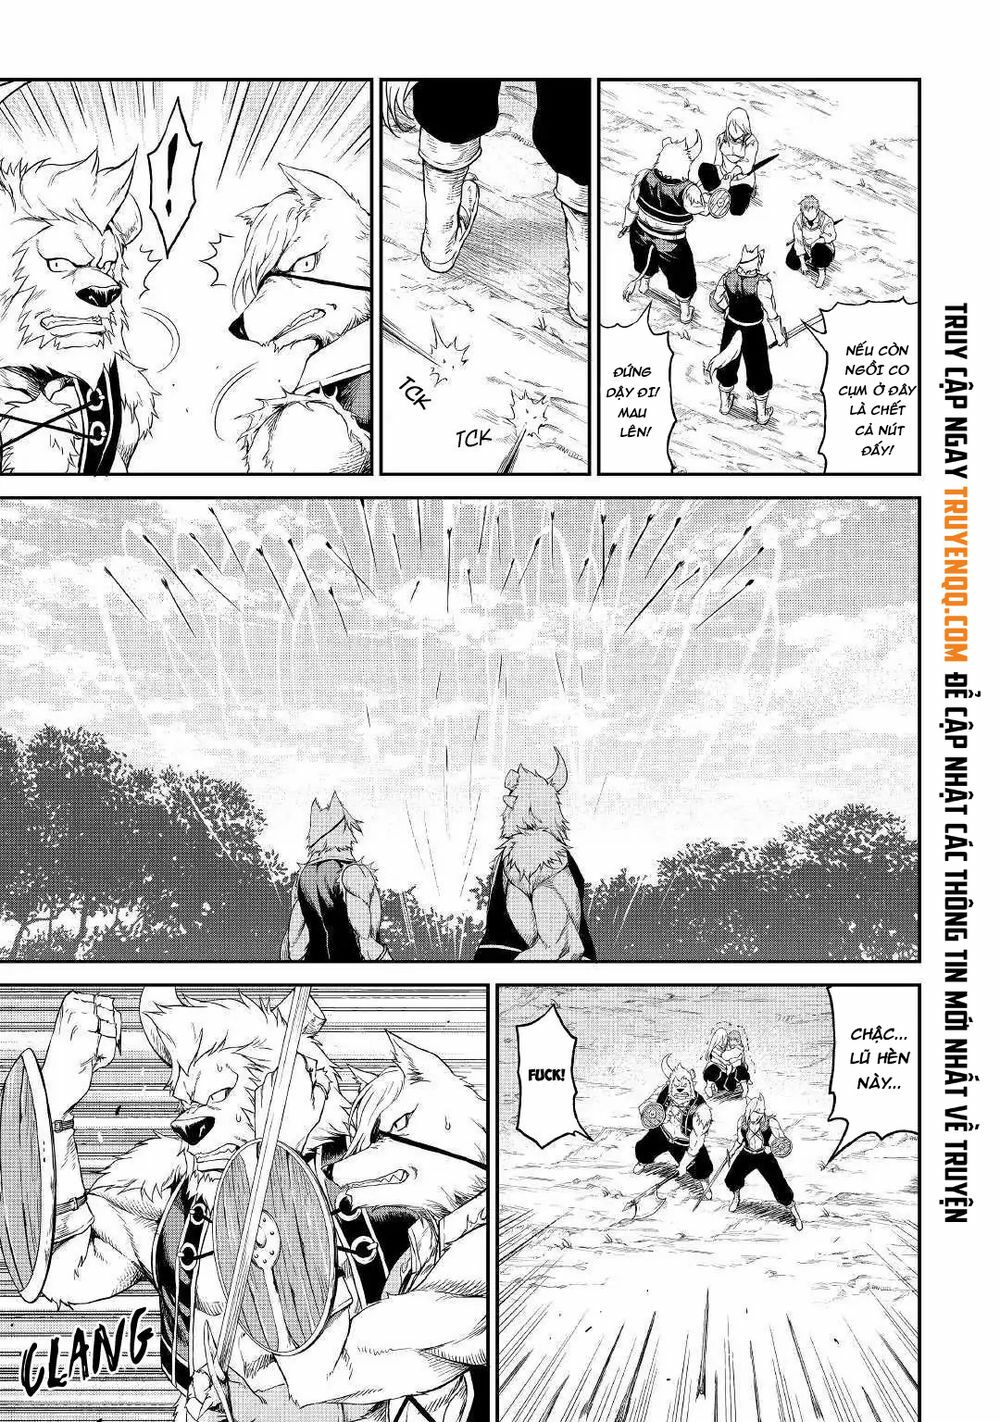 NẾU CÒN
NGỒI CO
CỤM Ở ĐÂY
LÀ CHẾT
CẢ NÚT
ĐẤY!
ĐỨNG
DẬY ĐI!
MAU
LÊN!
TCK
TCK
!
CHẬC...
LŨ HÈN
NÀY...
FUCK!
CLANG
TRUY CẬP NGAY TRUYENQQ.COM ĐỂ CẬP NHẬT CÁC THÔNG TIN MỚI NHẤT VỀ TRUYỆN